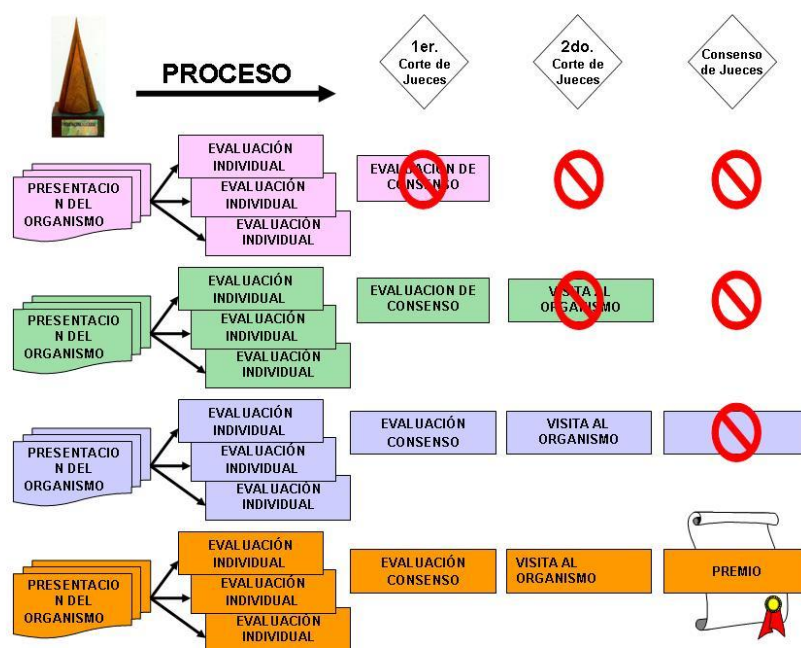 PROCESO
1er.
Corte de
Jueces
2do.
Corte de
Jueces
Consenso
de Jueces
PRESENTACIO
N DEL
ORGANISMO
EVALUACIÓN
INDIVIDUAL
EVALUACIÓN
INDIVIDUAL
EVALUACIÓN
INDIVIDUAL
EVALUACION DE
CONSENSO
PRESENTACIO
N DEL
ORGANISMO
EVALUACIÓN
INDIVIDUAL
EVALUACIÓN
INDIVIDUAL
EVALUACIÓN
INDIVIDUAL
EVALUACION DE
CONSENSO
VISITA AL
ORGANISMO
PRESENTACIO
N DEL
ORGANISMO
EVALUACIÓN
INDIVIDUAL
EVALUACIÓN
INDIVIDUAL
EVALUACIÓN
INDIVIDUAL
EVALUACIÓN
CONSENSO
VISITA AL
ORGANISMO
PRESENTACIO
N DEL
ORGANISMO
EVALUACIÓN
INDIVIDUAL
EVALUACIÓN
INDIVIDUAL
EVALUACIÓN
INDIVIDUAL
EVALUACIÓN
CONSENSO
VISITA AL
ORGANISMO
PREMIO